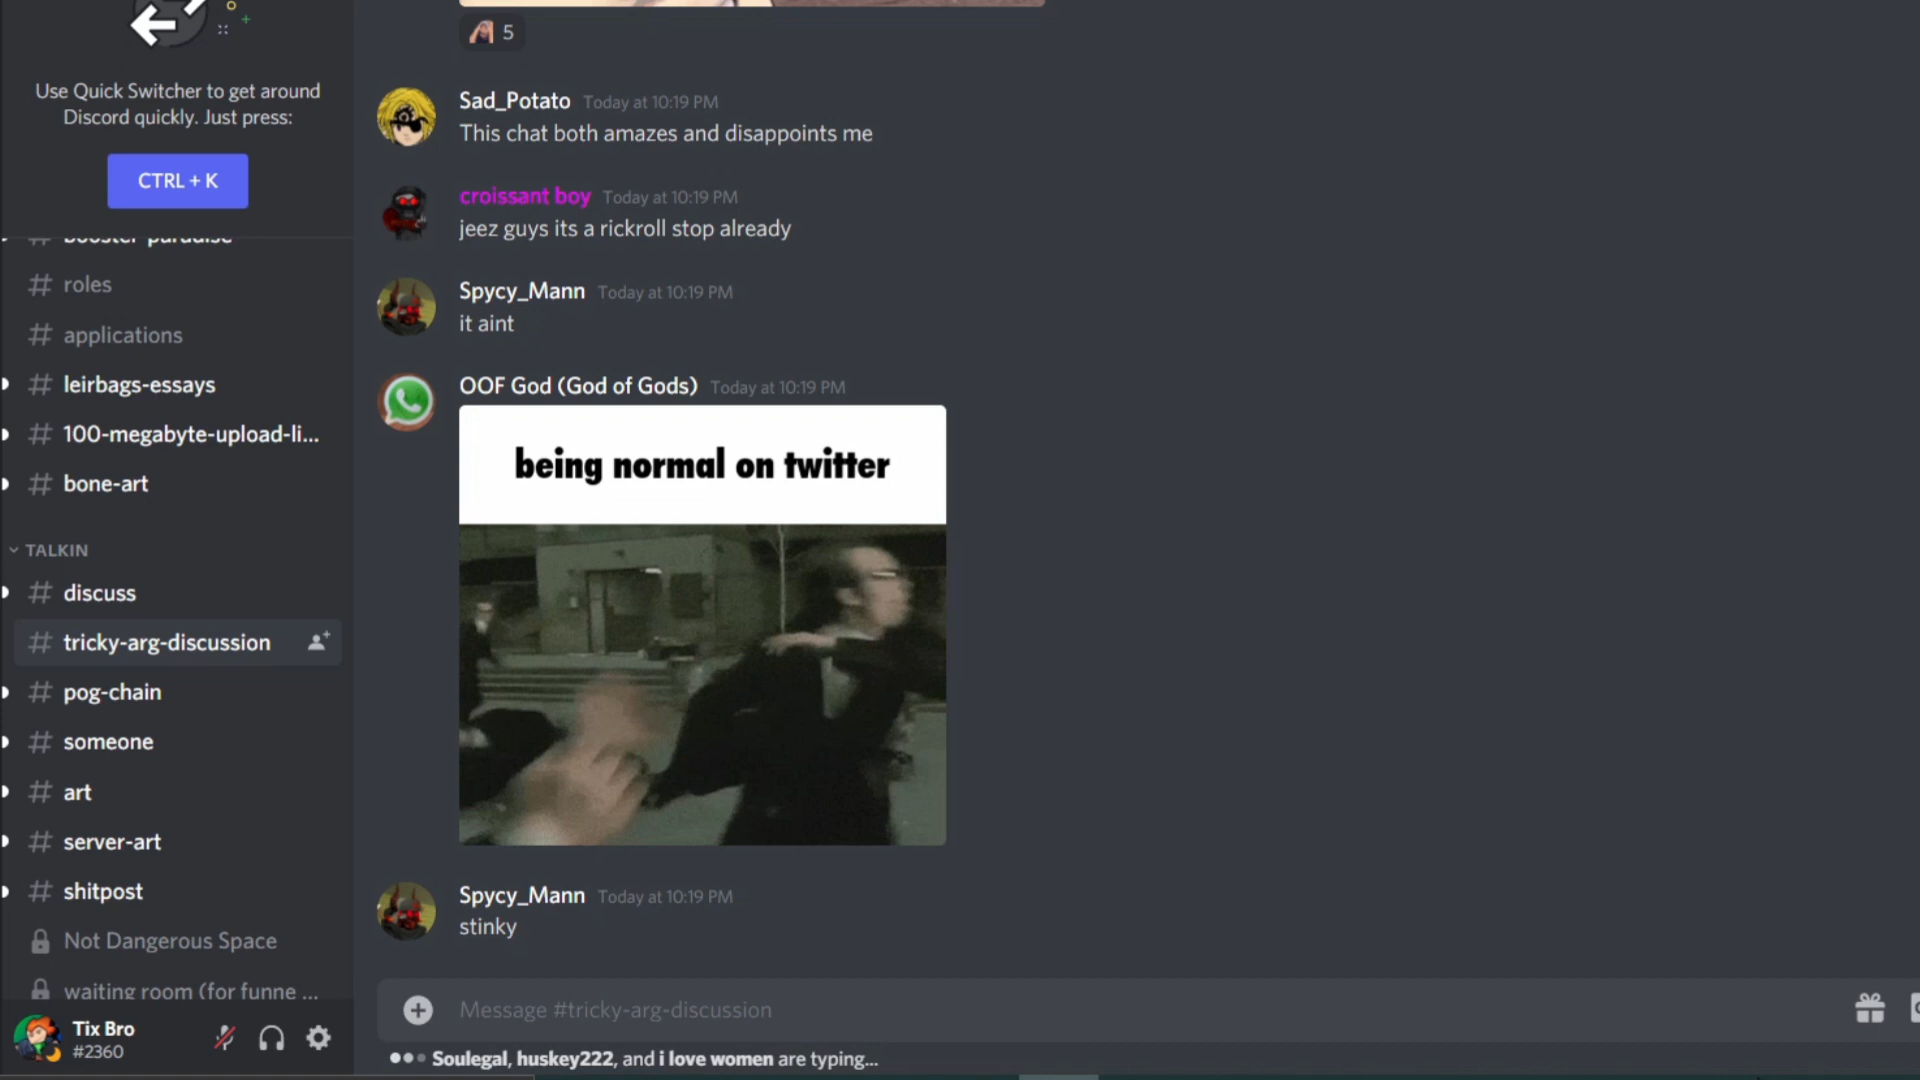 Use Quick Switcher to get around
Discord quickly. Just press:
CTRL + K
booster-paradise
roles
applications
leirbags-essays
100-megabyte-upload-li...
bone-art
TALKIN
discuss
tricky-arg-discussion
pog-chain
someone
art
server-art
shitpost
Not Dangerous Space
waiting room (for funne ...
Tix Bro
#2360
5
Sad_Potato Today at 10:19 PM
This chat both amazes and disappoints me
croissant boy Today at 10:19 PM
jeez guys its a rickroll stop already
Spycy_Mann Today at 10:19 PM
it aint
OOF God (God of Gods) Today at 10:19 PM
being normal on twitter
Spycy_Mann Today at 10:19 PM
stinky
Message #tricky-arg-discussion
Soulegal, huskey222, and i love women are typing...